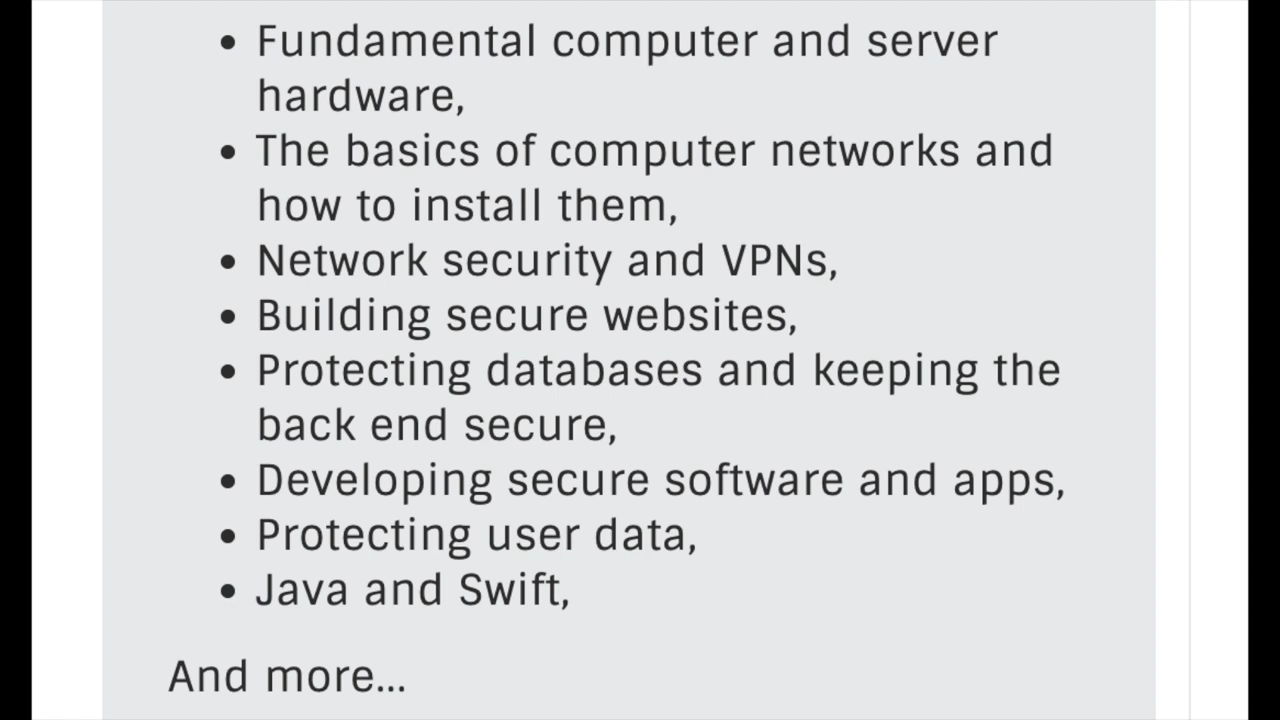 • Fundamental computer and server
hardware,
• The basics of computer networks and
how to install them,
• Network security and VPNs,
• Building secure websites,
• Protecting databases and keeping the
back end secure,
• Developing secure software and apps,
• Protecting user data,
• Java and Swift,
And more...